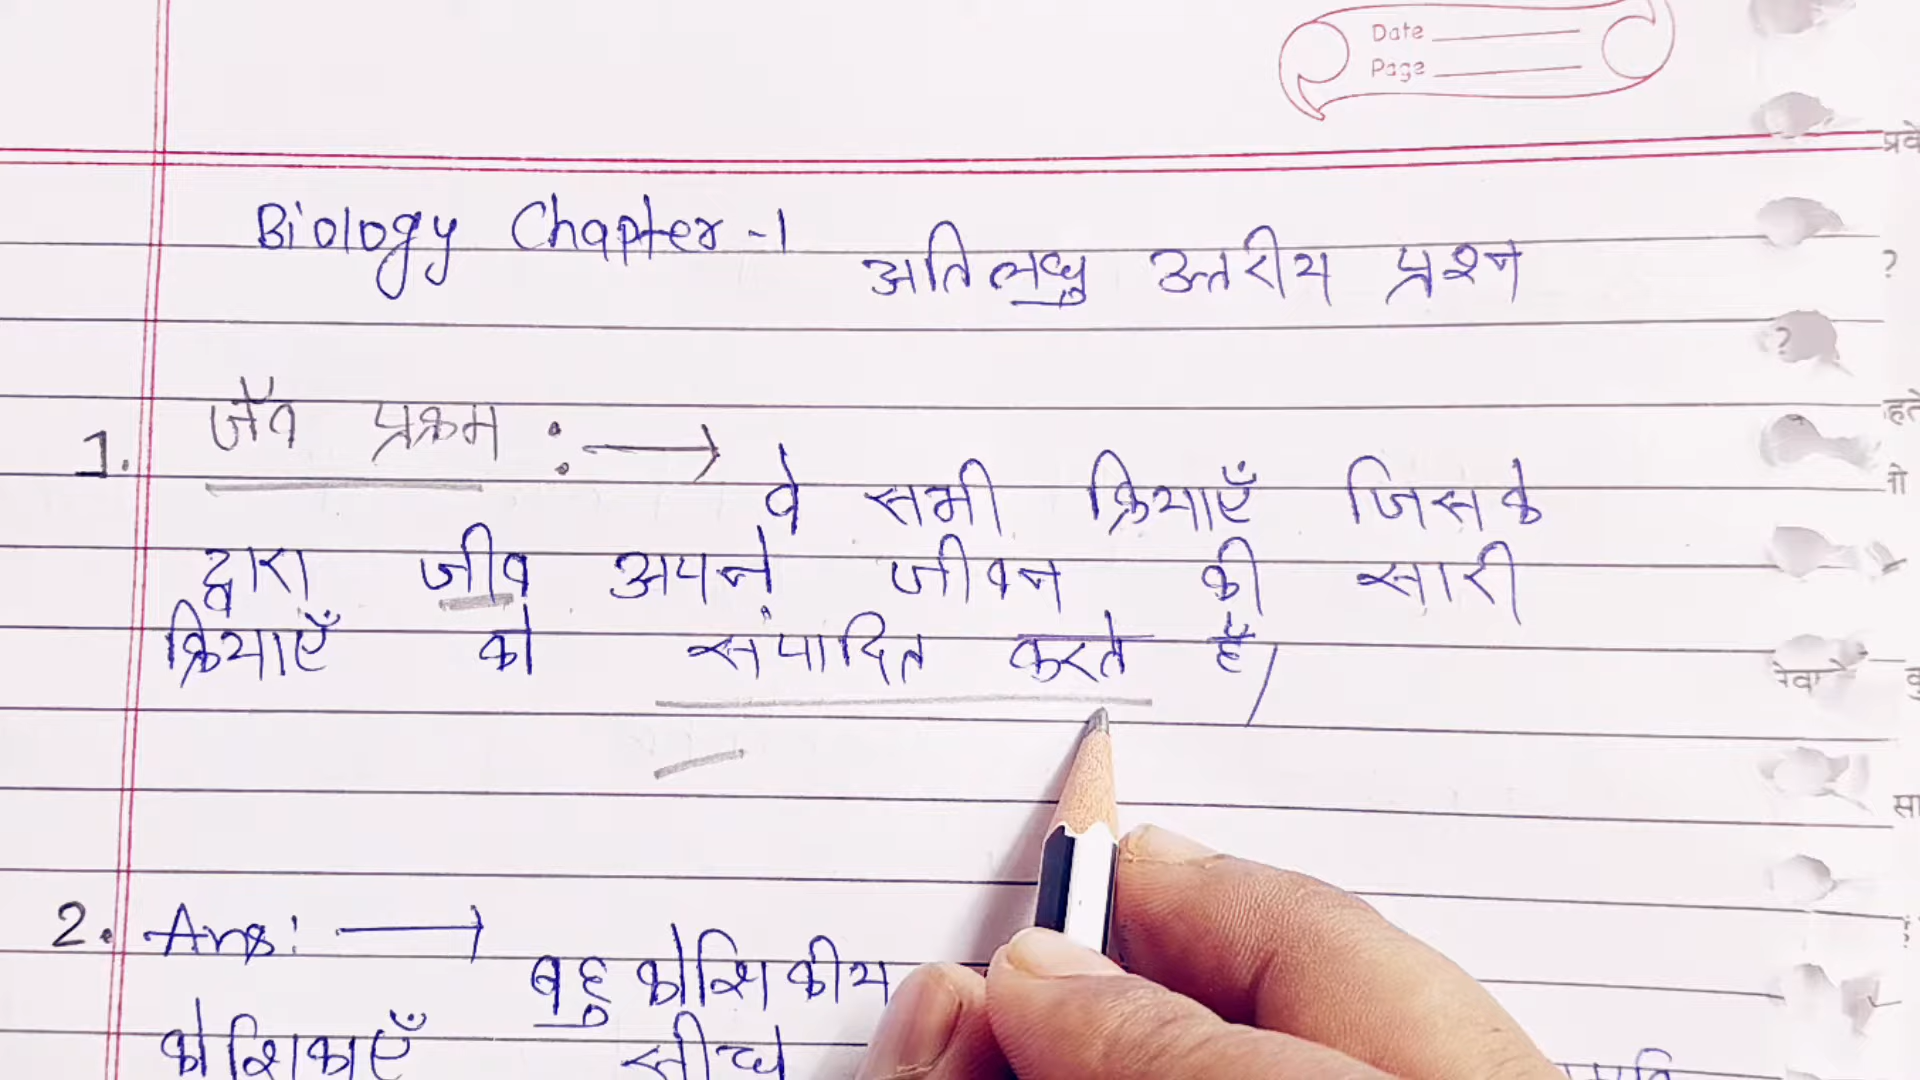 Date
Page
Biology Chapter-1
अतिलघु उत्तरीय प्रश्न
1. जैव प्रक्रम :→
वे सभी क्रियाएँ जिसके
द्वारा जीव अपने जीवन की सारी
क्रियाएँ को संपादित करते हैं।
2. Ans: →
बहुकोशिकीय
कोशिकाएँ सीधे